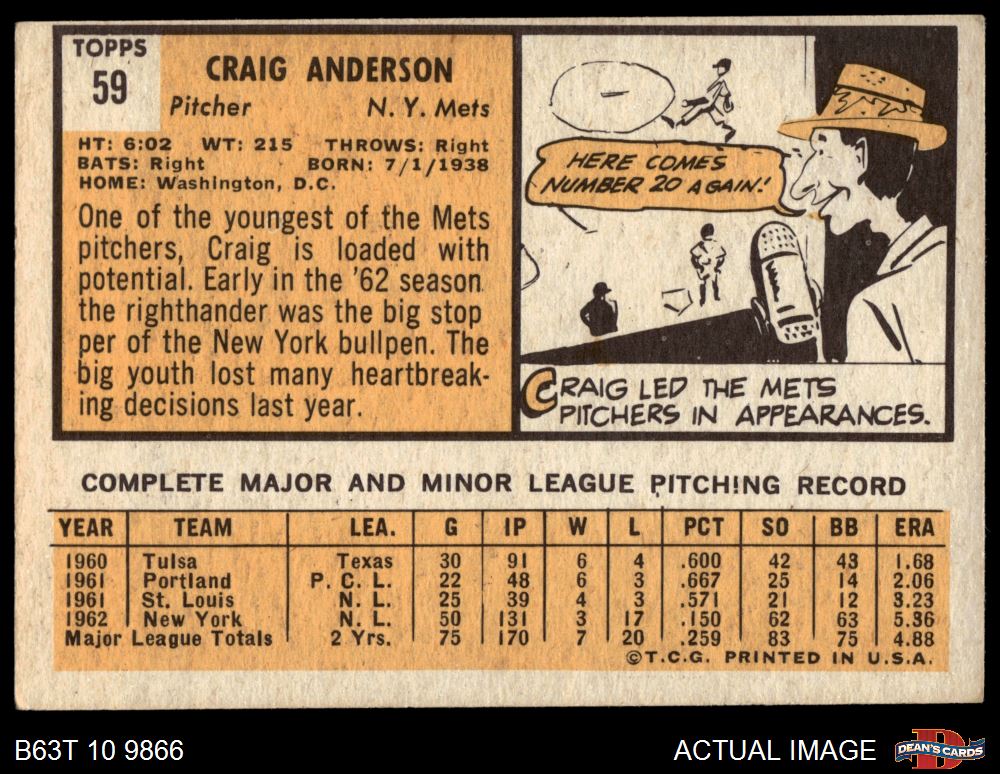 TOPPS
59
CRAIG ANDERSON
Pitcher N. Y. Mets
HT: 6:02 WT: 215 THROWS: Right
BATS: Right BORN: 7/1/1938
HOME: Washington, D.C.
One of the youngest of the Mets
pitchers, Craig is loaded with
potential. Early in the '62 season
the righthander was the big stop
per of the New York bullpen. The
big youth lost many heartbreak-
ing decisions last year.
HERE COMES
NUMBER 20 AGAIN!
CRAIG LED THE METS
PITCHERS IN APPEARANCES.
COMPLETE MAJOR AND MINOR LEAGUE PITCHING RECORD
YEAR TEAM LEA. G IP W L PCT SO BB ERA
1960 Tulsa Texas 30 91 6 4 .600 42 43 1.68
1961 Portland P. C. L. 22 48 6 3 .667 25 14 2.06
1961 St. Louis N. L. 25 39 4 3 .571 21 12 3.23
1962 New York N. L. 50 131 3 17 .150 62 63 5.36
Major League Totals 2 Yrs. 75 170 7 20 .259 83 75 4.88
©T.C.G. PRINTED IN U.S.A.
B63T 10 9866 ACTUAL IMAGE DEAN'S CARDS